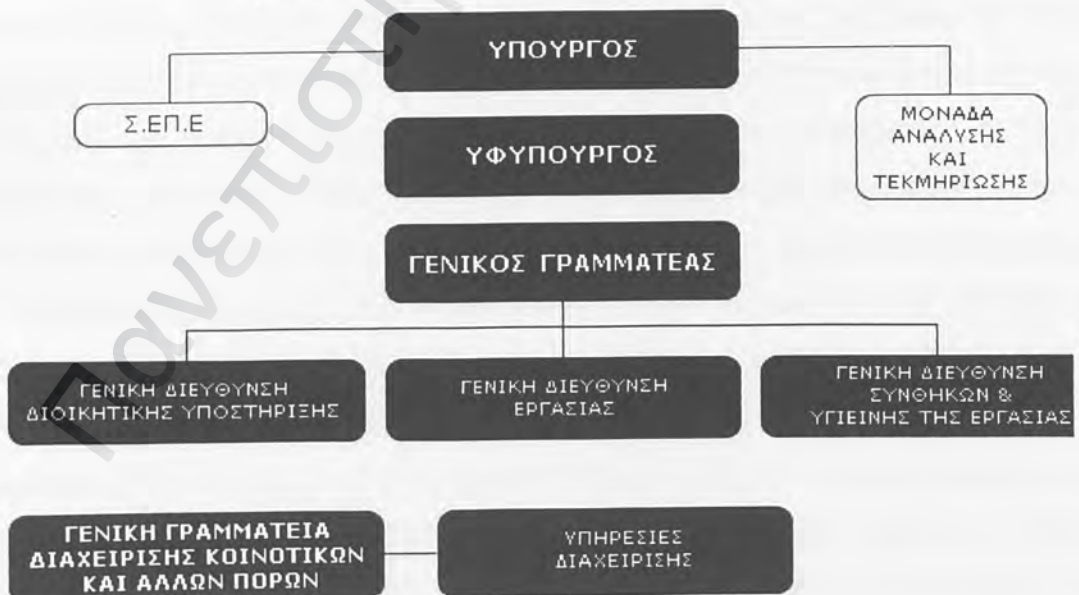 ΥΠΟΥΡΓΟΣ
Σ.ΕΠ.Ε
ΜΟΝΑΔΑ
ΑΝΑΛΥΣΗΣ
ΚΑΙ
ΤΕΚΜΗΡΙΩΣΗΣ
ΥΦΥΠΟΥΡΓΟΣ
ΓΕΝΙΚΟΣ ΓΡΑΜΜΑΤΕΑΣ
ΓΕΝΙΚΗ ΔΙΕΥΘΥΝΣΗ
ΔΙΟΙΚΗΤΙΚΗΣ ΥΠΟΣΤΗΡΙΞΗΣ
ΓΕΝΙΚΗ ΔΙΕΥΘΥΝΣΗ
ΕΡΓΑΣΙΑΣ
ΓΕΝΙΚΗ ΔΙΕΥΘΥΝΣΗ
ΣΥΝΘΗΚΩΝ &
ΥΓΙΕΙΝΗΣ ΤΗΣ ΕΡΓΑΣΙΑΣ
ΓΕΝΙΚΗ ΓΡΑΜΜΑΤΕΙΑ
ΔΙΑΧΕΙΡΙΣΗΣ ΚΟΙΝΟΤΙΚΩΝ
ΚΑΙ ΑΛΛΩΝ ΠΟΡΩΝ
ΥΠΗΡΕΣΙΕΣ
ΔΙΑΧΕΙΡΙΣΗΣ